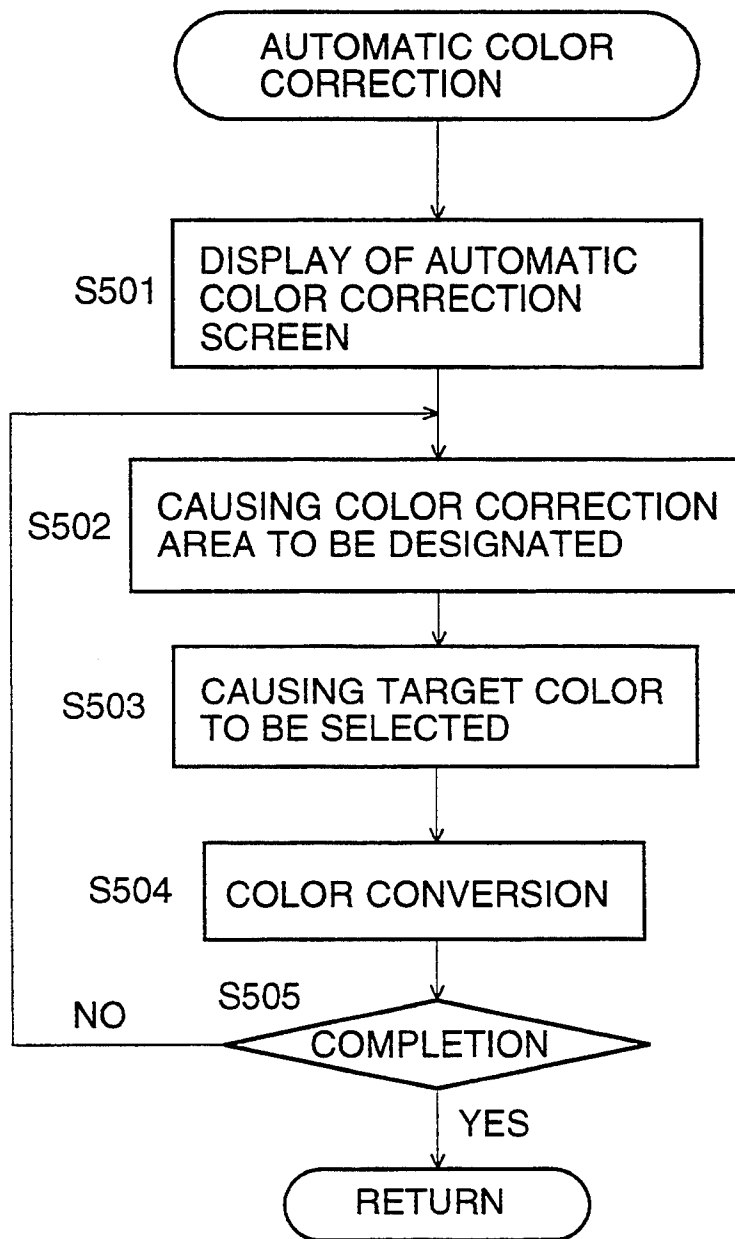 AUTOMATIC COLOR
CORRECTION
S501
DISPLAY OF AUTOMATIC
COLOR CORRECTION
SCREEN
S502
CAUSING COLOR CORRECTION
AREA TO BE DESIGNATED
S503
CAUSING TARGET COLOR
TO BE SELECTED
S504
COLOR CONVERSION
S505
NO
COMPLETION
YES
RETURN